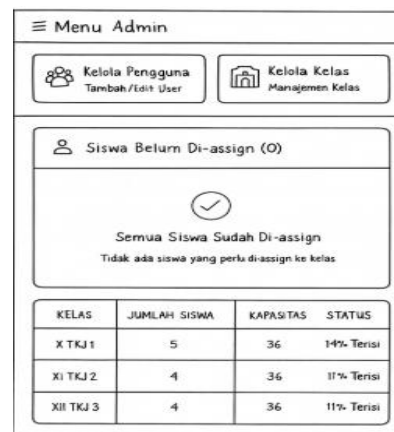 Menu Admin
Kelola Pengguna
Tambah/Edit User
Kelola Kelas
Manajemen Kelas
Siswa Belum Di-assign (0)
Semua Siswa Sudah Di-assign
Tidak ada siswa yang perlu di-assign ke kelas
KELAS JUMLAH SISWA KAPASITAS STATUS
X TKJ 1 5 36 14% Terisi
XI TKJ 2 4 36 11% Terisi
XII TKJ 3 4 36 11% Terisi